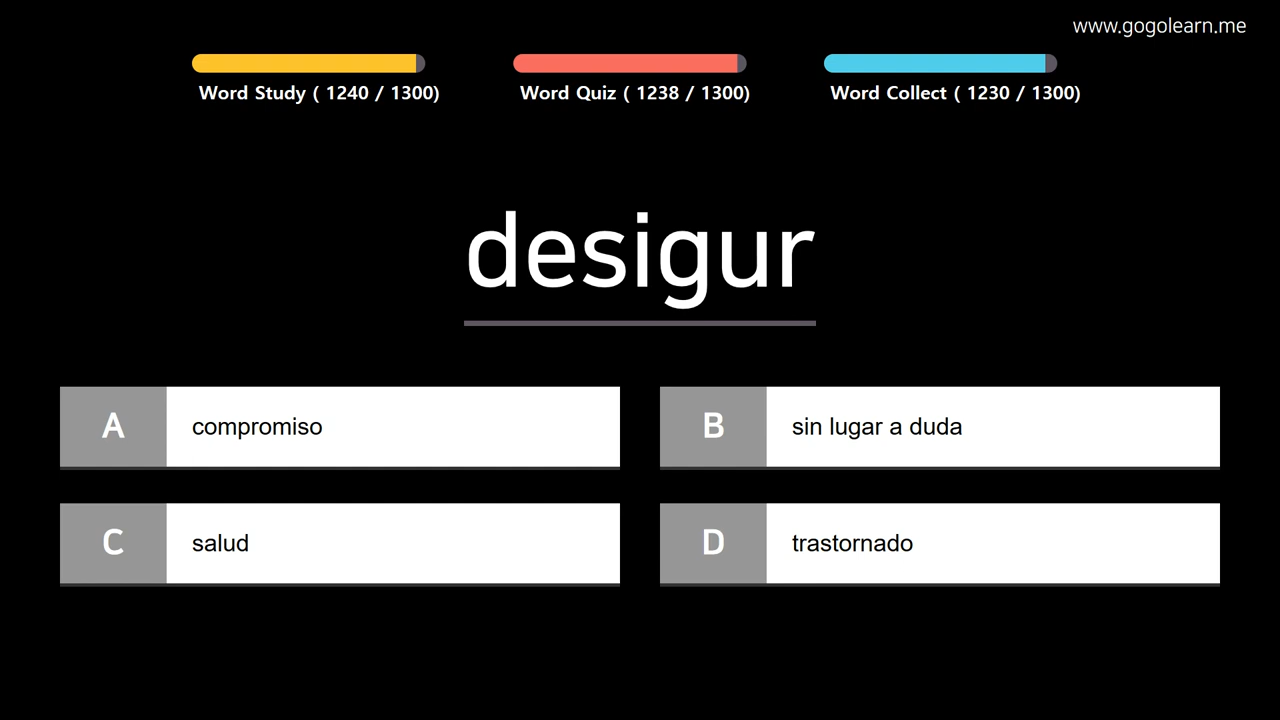 www.gogolearn.me
Word Study ( 1240 / 1300)
Word Quiz ( 1238 / 1300)
Word Collect ( 1230 / 1300)
desigur
A compromiso
B sin lugar a duda
C salud
D trastornado